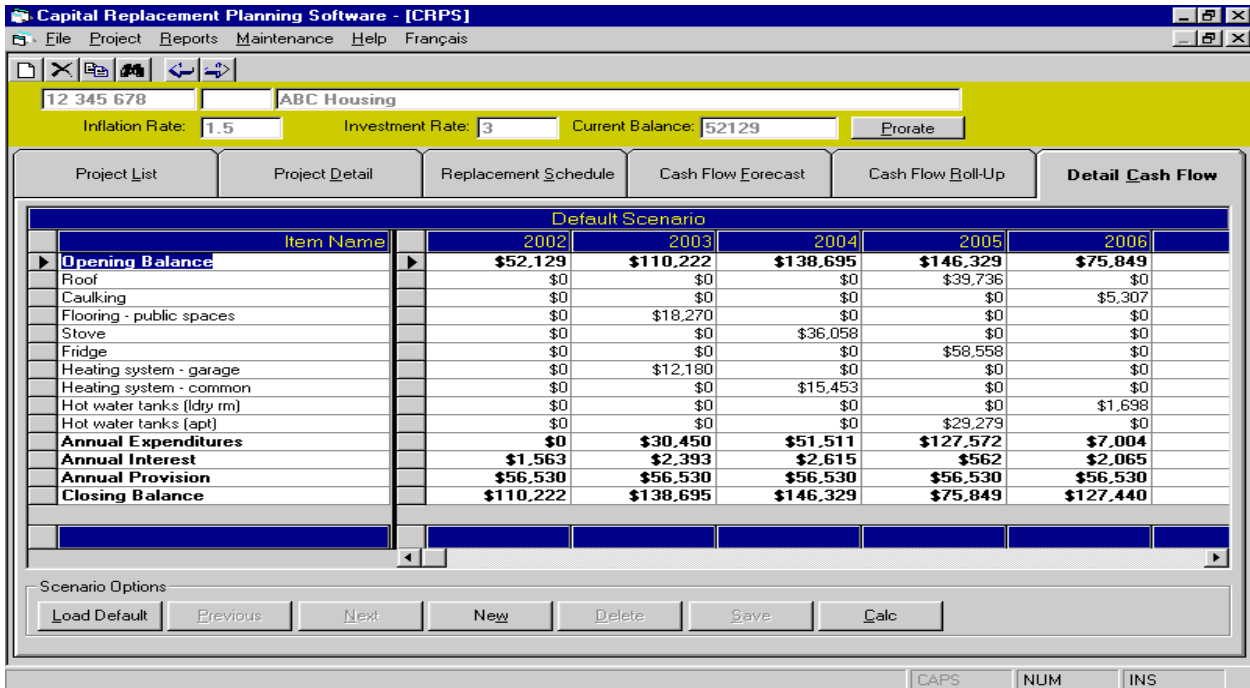 Capital Replacement Planning Software - [CRPS]
File Project Reports Maintenance Help Français
12 345 678 ABC Housing
Inflation Rate: 1.5 Investment Rate: 3 Current Balance: 52129 Prorate
Project List Project Detail Replacement Schedule Cash Flow Forecast Cash Flow Roll-Up Detail Cash Flow
Default Scenario
Item Name 2002 2003 2004 2005 2006
Opening Balance $52,129 $110,222 $138,695 $146,329 $75,849
Roof $0 $0 $0 $39,736 $0
Caulking $0 $0 $0 $0 $5,307
Flooring - public spaces $0 $18,270 $0 $0 $0
Stove $0 $0 $36,058 $0 $0
Fridge $0 $0 $0 $58,558 $0
Heating system - garage $0 $12,180 $0 $0 $0
Heating system - common $0 $0 $15,453 $0 $0
Hot water tanks (ldry rm) $0 $0 $0 $0 $1,698
Hot water tanks (apt) $0 $0 $0 $29,279 $0
Annual Expenditures $0 $30,450 $51,511 $127,572 $7,004
Annual Interest $1,563 $2,393 $2,615 $562 $2,065
Annual Provision $56,530 $56,530 $56,530 $56,530 $56,530
Closing Balance $110,222 $138,695 $146,329 $75,849 $127,440
Scenario Options
Load Default Previous Next New Delete Save Calc
CAPS NUM INS